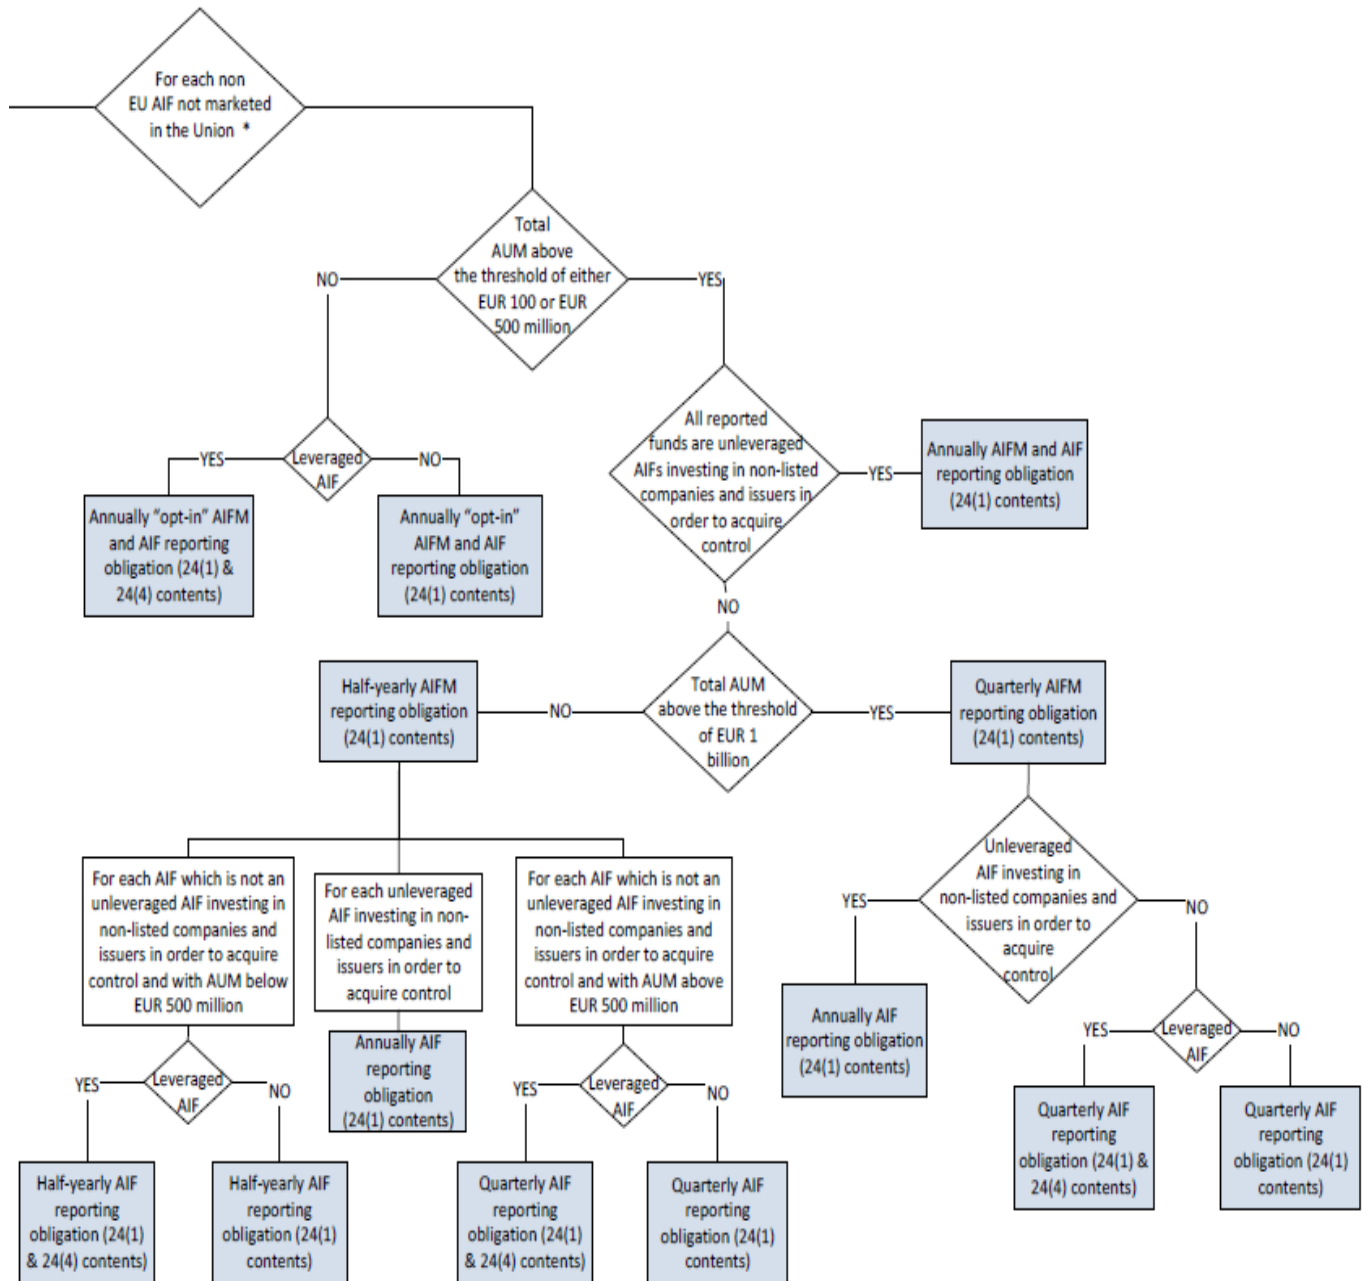 For each non
EU AIF not marketed
in the Union *
Total
AUM above
the threshold of either
EUR 100 or EUR
500 million
NO
YES
All reported
funds are unleveraged
AIFs investing in non-listed
companies and issuers in
order to acquire
control
YES
Annually AIFM and AIF
reporting obligation
(24(1) contents)
YES
Leveraged
AIF
NO
Annually "opt-in" AIFM
and AIF reporting
obligation (24(1) &
24(4) contents)
Annually "opt-in"
AIFM and AIF
reporting obligation
(24(1) contents)
NO
Half-yearly AIFM
reporting obligation
(24(1) contents)
NO
Total AUM
above the threshold
of EUR 1
billion
YES
Quarterly AIFM
reporting obligation
(24(1) contents)
For each AIF which is not an
unleveraged AIF investing in
non-listed companies and
issuers in order to acquire
control and with AUM below
EUR 500 million
For each unleveraged
AIF investing in non-
listed companies and
issuers in order to
acquire control
For each AIF which is not an
unleveraged AIF investing in
non-listed companies and
issuers in order to acquire
control and with AUM above
EUR 500 million
YES
Unleveraged
AIF investing in
non-listed companies and
issuers in order to
acquire
control
NO
Annually AIF
reporting obligation
(24(1) contents)
YES
Leveraged
AIF
NO
Annually AIF
reporting
obligation
(24(1) contents)
YES
Leveraged
AIF
NO
YES
Leveraged
AIF
NO
Quarterly AIF
reporting
obligation (24(1) &
24(4) contents)
Quarterly AIF
reporting
obligation (24(1)
contents)
Half-yearly AIF
reporting
obligation (24(1)
& 24(4) contents)
Half-yearly AIF
reporting
obligation (24(1)
contents)
Quarterly AIF
reporting
obligation (24(1)
& 24(4) contents)
Quarterly AIF
reporting
obligation (24(1)
contents)